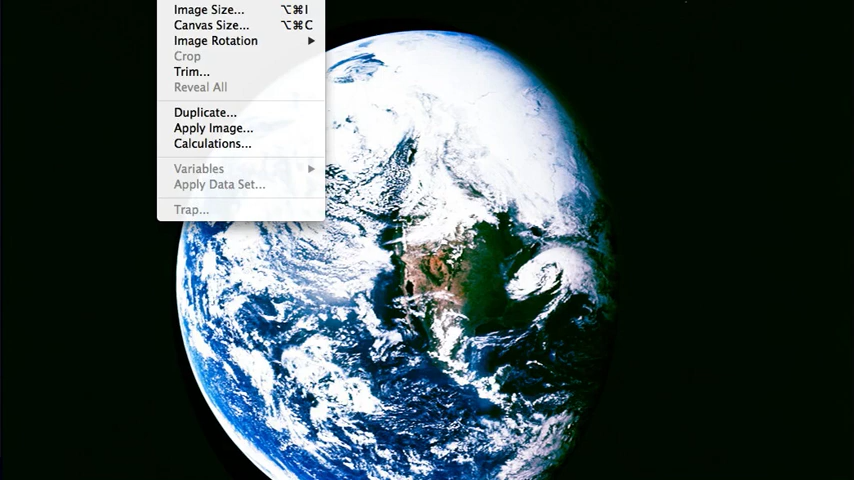 Image Size... ⌥⌘I
Canvas Size... ⌥⌘C
Image Rotation ▶
Crop
Trim...
Reveal All
Duplicate...
Apply Image...
Calculations...
Variables ▶
Apply Data Set...
Trap...